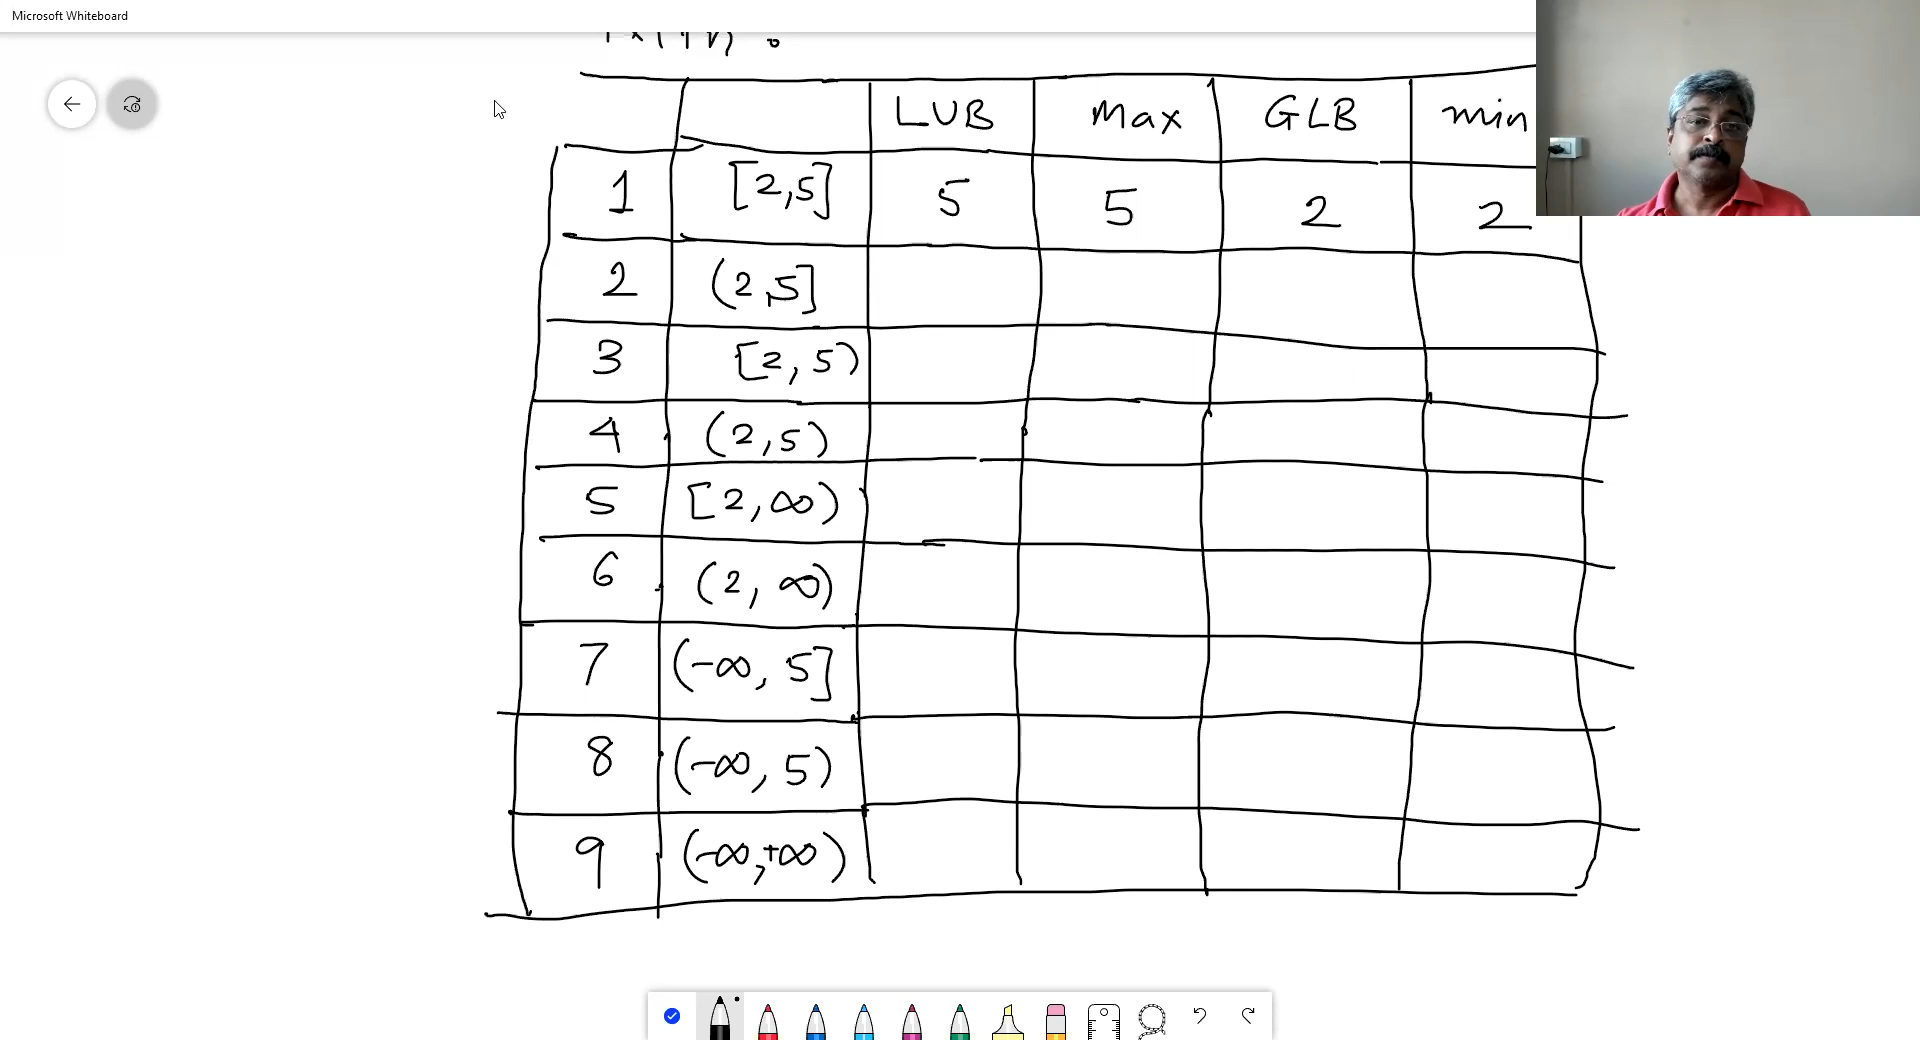 Microsoft Whiteboard
LUB Max GLB min
1 [2,5] 5 5 2 2
2 (2,5]
3 [2,5)
4 (2,5)
5 [2,∞)
6 (2,∞)
7 (-∞,5]
8 (-∞,5)
9 (-∞,+∞)